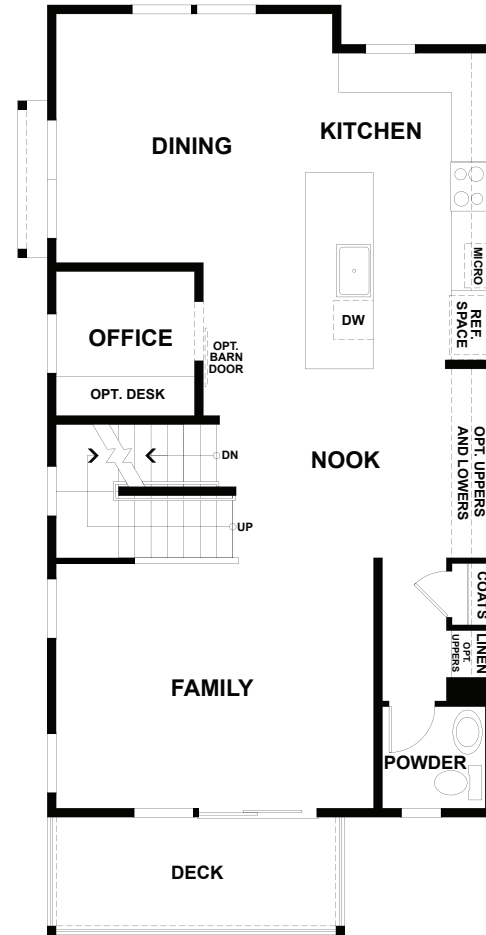 DINING
KITCHEN
MICRO
REF.
SPACE
DW
OFFICE
OPT.
BARN
DOOR
OPT. DESK
DN
NOOK
OPT. UPPERS
AND LOWERS
UP
COATS
LINEN
OPT.
UPPERS
FAMILY
POWDER
DECK